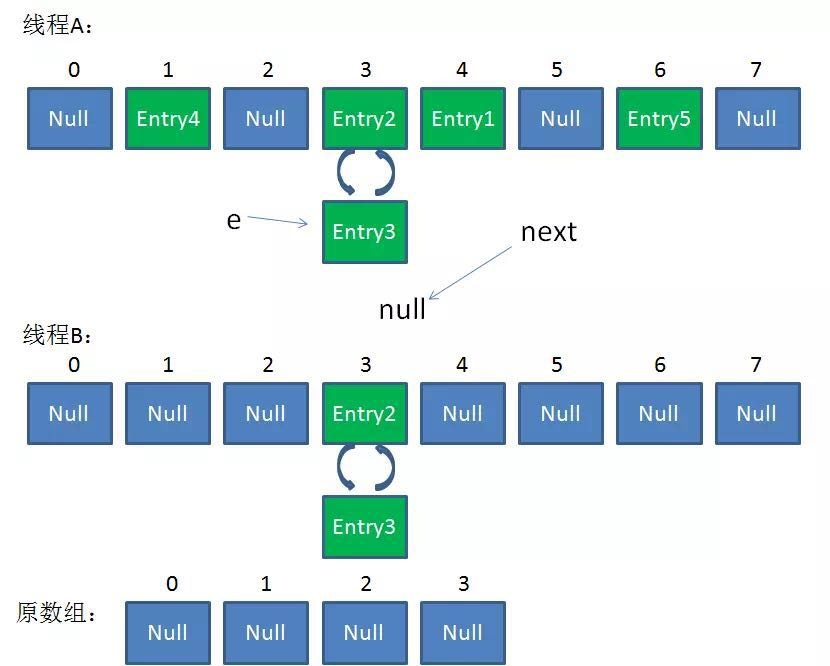 线程A：
0 1 2 3 4 5 6 7
Null Entry4 Null Entry2 Entry1 Null Entry5 Null
e Entry3 next
null
线程B：
0 1 2 3 4 5 6 7
Null Null Null Entry2 Null Null Null Null
Entry3
0 1 2 3
原数组： Null Null Null Null